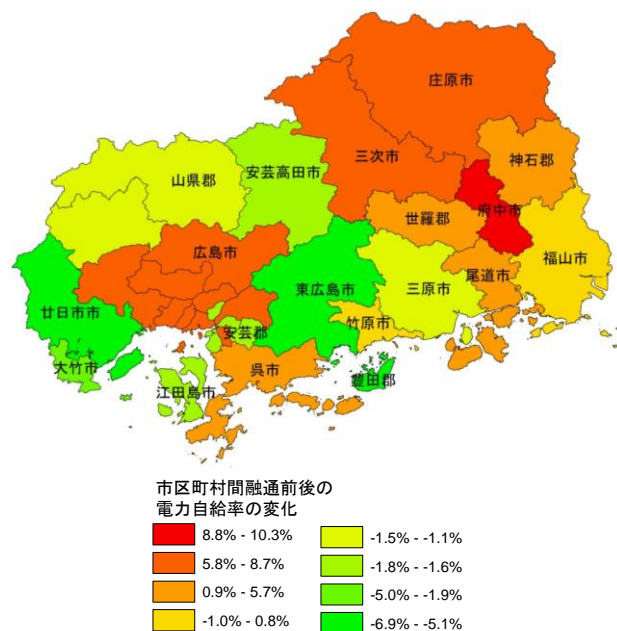 庄原市
神石郡
三次市
安芸高田市
山県郡
府中市
世羅郡
広島市
福山市
尾道市
東広島市
三原市
廿日市市
竹原市
安芸郡
大竹市
呉市
豊田郡
江田島市
市区町村間融通前後の
電力自給率の変化
8.8% - 10.3%
5.8% - 8.7%
0.9% - 5.7%
-1.0% - 0.8%
-1.5% - -1.1%
-1.8% - -1.6%
-5.0% - -1.9%
-6.9% - -5.1%